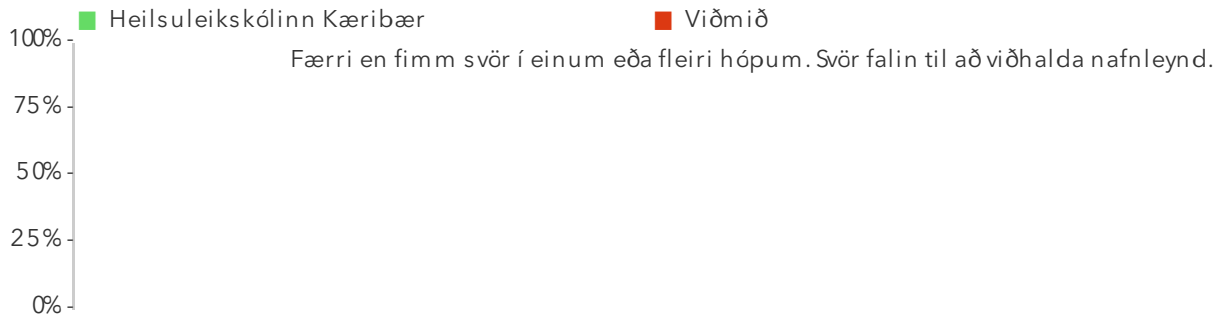 Heilsuleikskólinn Kæribær Viðmið
100%
Færri en fimm svör í einum eða fleiri hópum. Svör falin til að viðhalda nafnleynd.
75%
50%
25%
0%